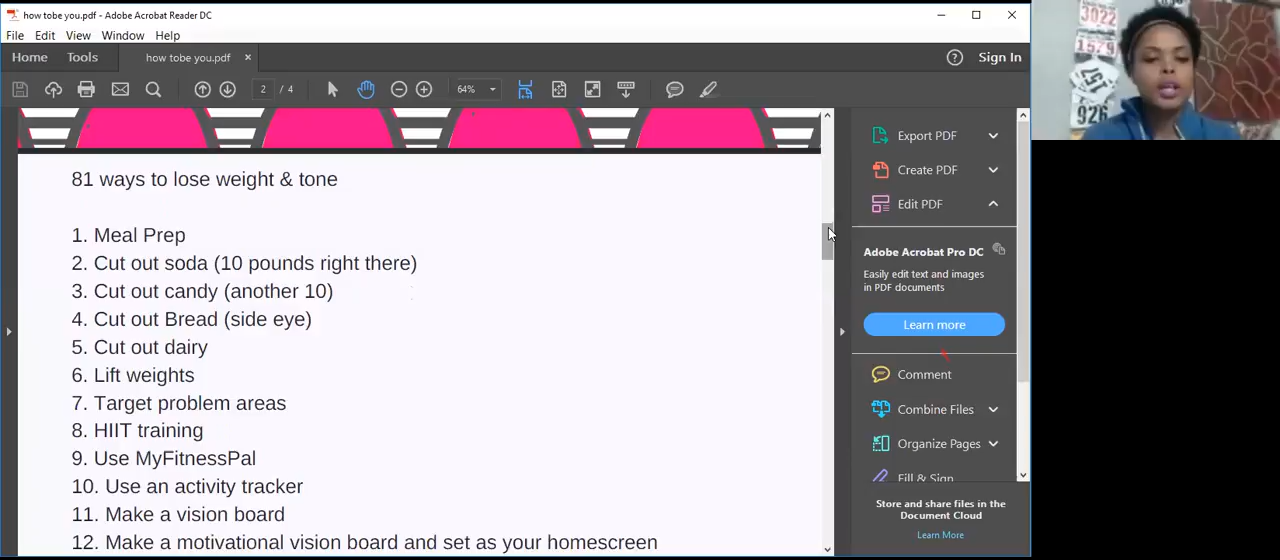 how tobe you.pdf - Adobe Acrobat Reader DC
File Edit View Window Help
Home Tools how tobe you.pdf × Sign In
2 / 4 64%
81 ways to lose weight & tone
1. Meal Prep
2. Cut out soda (10 pounds right there)
3. Cut out candy (another 10)
4. Cut out Bread (side eye)
5. Cut out dairy
6. Lift weights
7. Target problem areas
8. HIIT training
9. Use MyFitnessPal
10. Use an activity tracker
11. Make a vision board
12. Make a motivational vision board and set as your homescreen
Export PDF
Create PDF
Edit PDF
Adobe Acrobat Pro DC
Easily edit text and images
in PDF documents
Learn more
Comment
Combine Files
Organize Pages
Fill & Sign
Store and share files in the
Document Cloud
Learn More
3022
1579
926